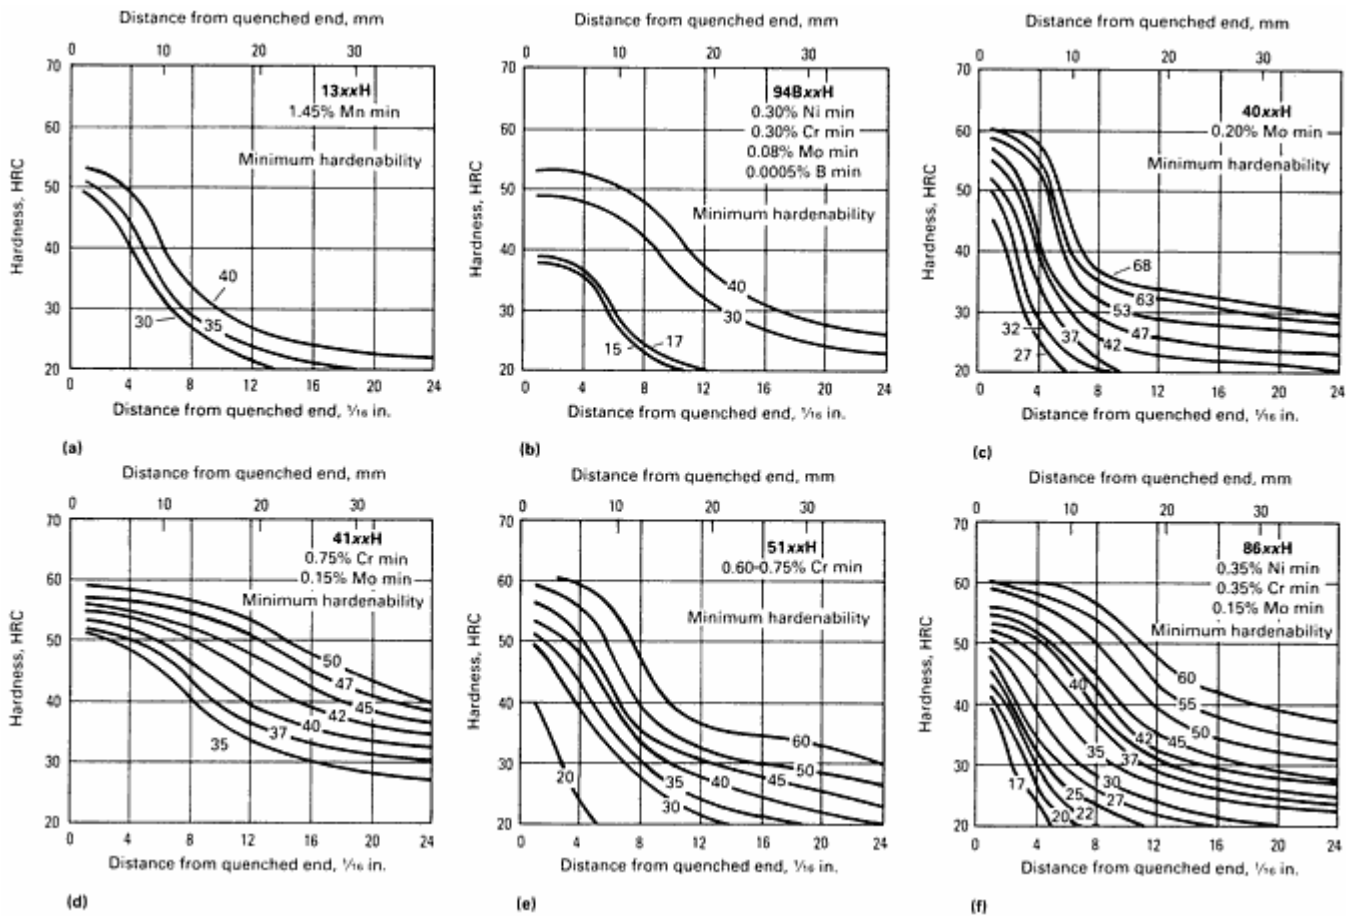 Distance from quenched end, mm
0 10 20 30
70
60
50
40
30
20
Hardness, HRC
13xxH
1.45% Mn min
Minimum hardenability
40
35
30
0 4 8 12 16 20 24
Distance from quenched end, 1⁄16 in.
(a)
Distance from quenched end, mm
0 10 20 30
70
60
50
40
30
20
Hardness, HRC
94BxxH
0.30% Ni min
0.30% Cr min
0.08% Mo min
0.0005% B min
Minimum hardenability
40
30
17
15
0 4 8 12 16 20 24
Distance from quenched end, 1⁄16 in.
(b)
Distance from quenched end, mm
0 10 20 30
70
60
50
40
30
20
Hardness, HRC
40xxH
0.20% Mo min
Minimum hardenability
68
63
53
47
42
37
32
27
0 4 8 12 16 20 24
Distance from quenched end, 1⁄16 in.
(c)
Distance from quenched end, mm
0 10 20 30
70
60
50
40
30
20
Hardness, HRC
41xxH
0.75% Cr min
0.15% Mo min
Minimum hardenability
50
47
45
42
40
37
35
0 4 8 12 16 20 24
Distance from quenched end, 1⁄16 in.
(d)
Distance from quenched end, mm
0 10 20 30
70
60
50
40
30
20
Hardness, HRC
51xxH
0.60-0.75% Cr min
Minimum hardenability
60
50
45
40
35
30
20
0 4 8 12 16 20 24
Distance from quenched end, 1⁄16 in.
(e)
Distance from quenched end, mm
0 10 20 30
70
60
50
40
30
20
Hardness, HRC
86xxH
0.35% Ni min
0.35% Cr min
0.15% Mo min
Minimum hardenability
60
55
50
45
42
40
37
35
30
27
25
22
20
17
0 4 8 12 16 20 24
Distance from quenched end, 1⁄16 in.
(f)